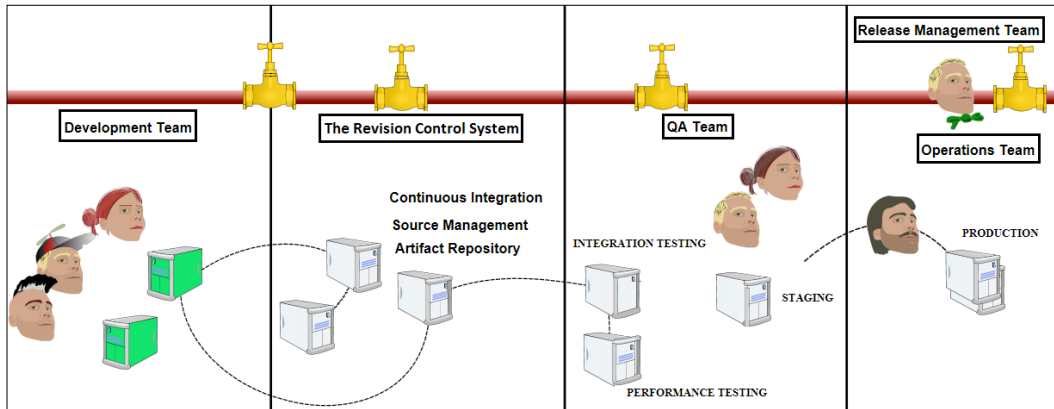 Release Management Team
Development Team
The Revision Control System
QA Team
Operations Team
Continuous Integration
Source Management
Artifact Repository
INTEGRATION TESTING
PRODUCTION
STAGING
PERFORMANCE TESTING